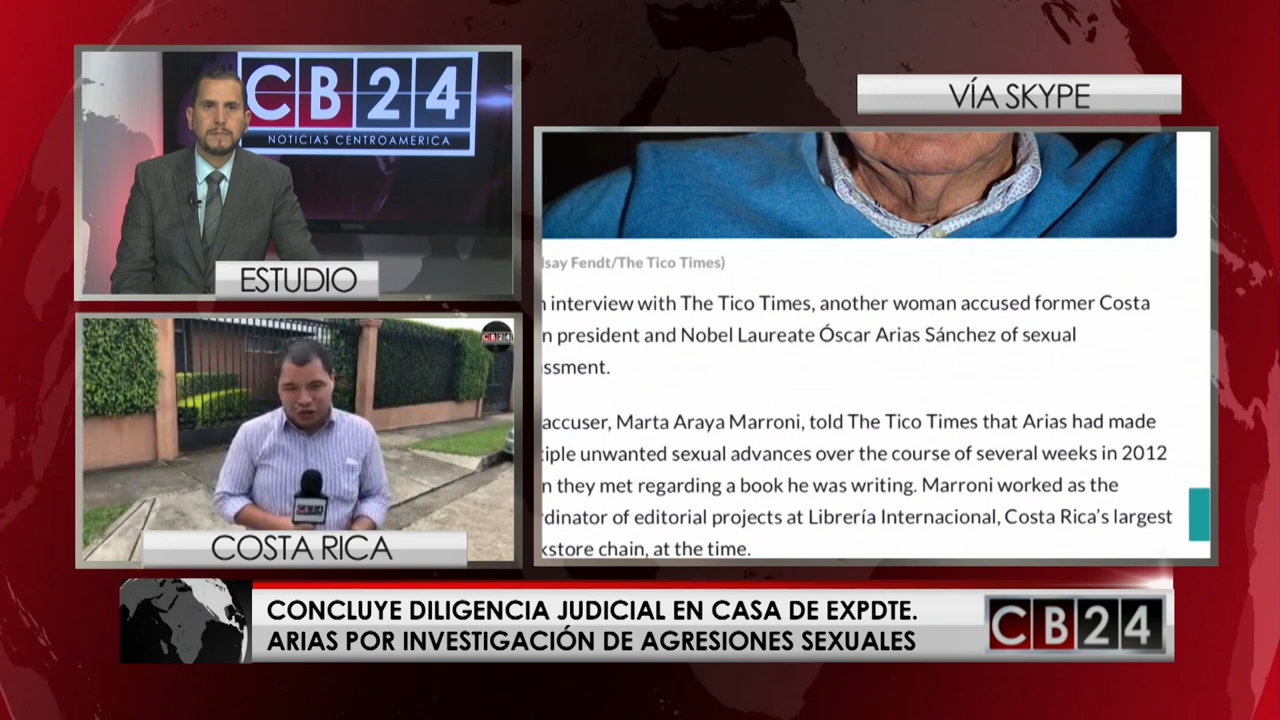 CB24
NOTICIAS CENTROAMERICA
ESTUDIO
VÍA SKYPE
CB24
CB24
COSTA RICA
lsay Fendt/The Tico Times)
interview with The Tico Times, another woman accused former Costa
president and Nobel Laureate Óscar Arias Sánchez of sexual
ssment.
accuser, Marta Araya Marroni, told The Tico Times that Arias had made
tiple unwanted sexual advances over the course of several weeks in 2012
n they met regarding a book he was writing. Marroni worked as the
rdinator of editorial projects at Librería Internacional, Costa Rica's largest
kstore chain, at the time.
CONCLUYE DILIGENCIA JUDICIAL EN CASA DE EXPDTE.
ARIAS POR INVESTIGACIÓN DE AGRESIONES SEXUALES
CB24